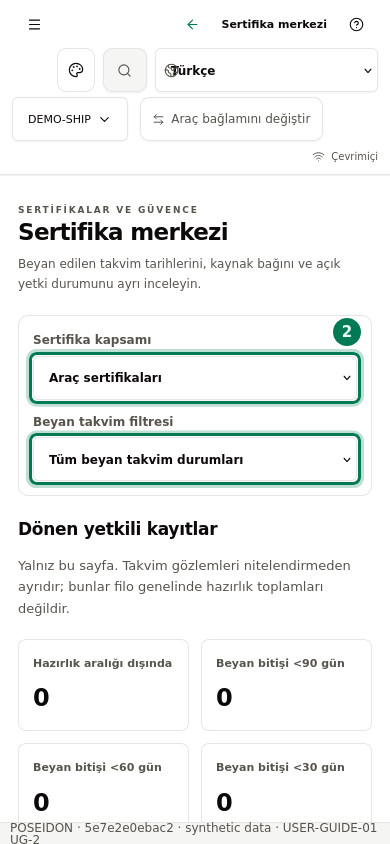 Sertifika merkezi
Türkçe
DEMO-SHIP
Araç bağlamını değiştir
Çevrimiçi
SERTİFİKALAR VE GÜVENCE
Sertifika merkezi
Beyan edilen takvim tarihlerini, kaynak bağını ve açık
yetki durumunu ayrı inceleyin.
2
Sertifika kapsamı
Araç sertifikaları
Beyan takvim filtresi
Tüm beyan takvim durumları
Dönen yetkili kayıtlar
Yalnız bu sayfa. Takvim gözlemleri nitelendirmeden
ayrıdır; bunlar filo genelinde hazırlık toplamları
değildir.
Hazırlık aralığı dışında
0
Beyan bitişi <90 gün
0
Beyan bitişi <60 gün
0
Beyan bitişi <30 gün
0
POSEIDON · 5e7e2e0ebac2 · synthetic data · USER-GUIDE-01
UG-2